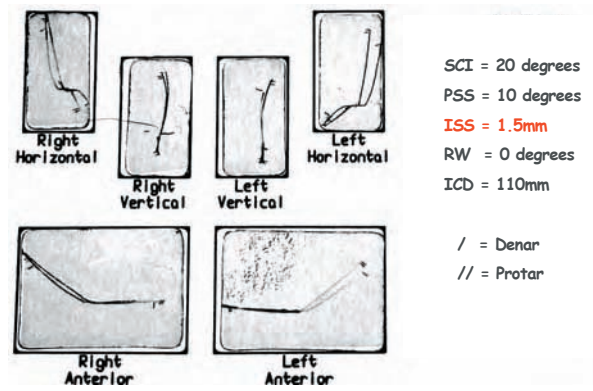 Right
Horizontal
Right
Vertical
Left
Vertical
Left
Horizontal
Right
Anterior
Left
Anterior
SCI = 20 degrees
PSS = 10 degrees
ISS = 1.5mm
RW = 0 degrees
ICD = 110mm
/ = Denar
// = Protar